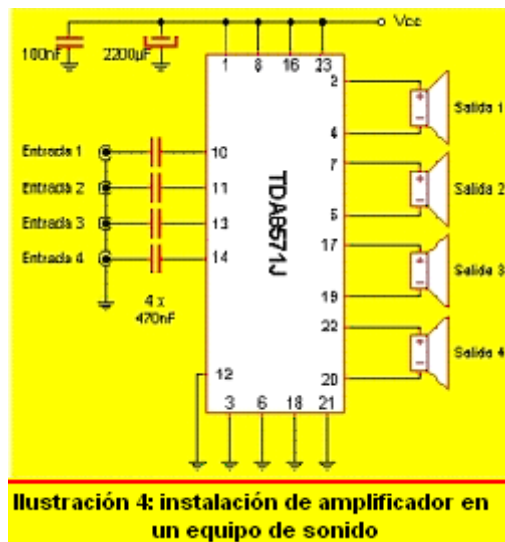 Vcc
100nF
2200µF
1 8 16 23
2
Salida 1
4
Entrada 1
10
7
Entrada 2
11
Salida 2
5
Entrada 3
13
TDA8571J
Entrada 4
14
17
Salida 3
4 x
470nF
19
22
12
Salida 4
20
3 6 18 21
Ilustración 4: instalación de amplificador en
un equipo de sonido